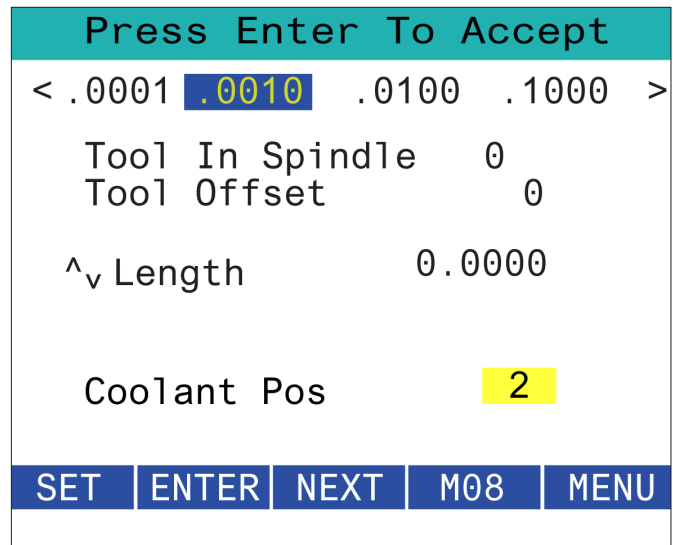 Press Enter To Accept
< .0001 .0010 .0100 .1000 >
Tool In Spindle 0
Tool Offset 0
^v Length 0.0000
Coolant Pos 2
SET ENTER NEXT M08 MENU